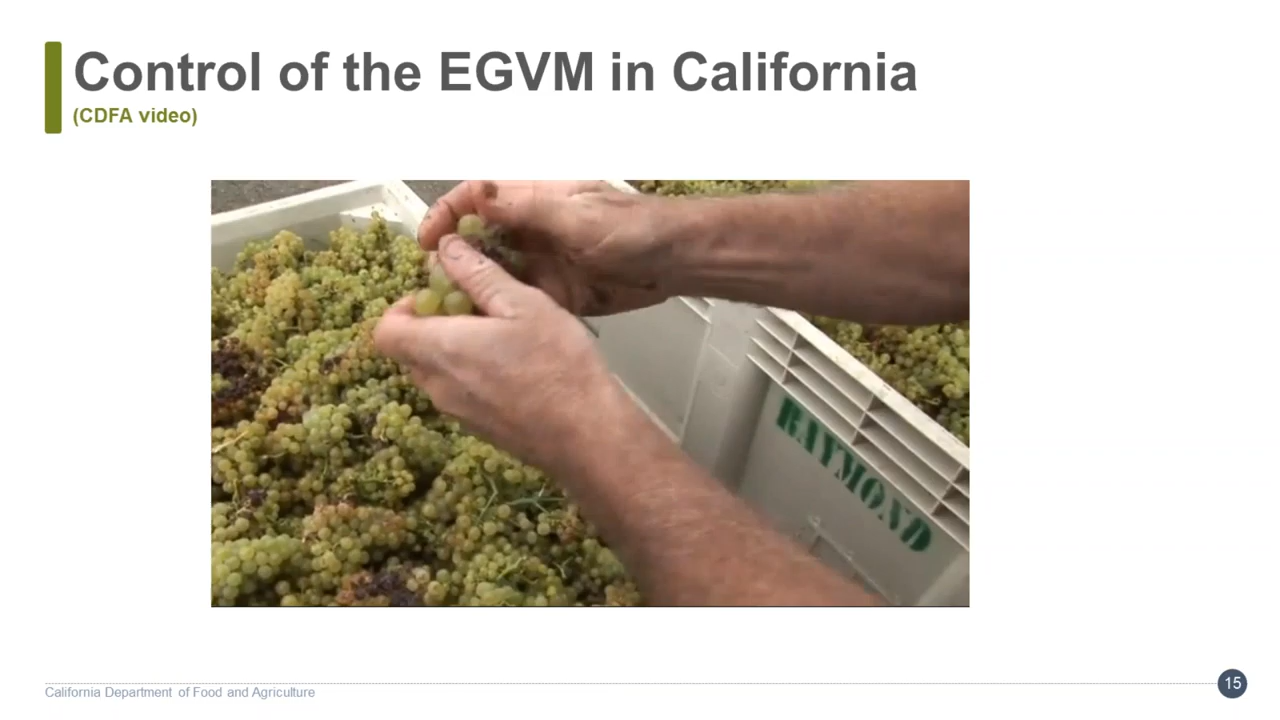 Control of the EGVM in California
(CDFA video)
RAYMOND
California Department of Food and Agriculture
15